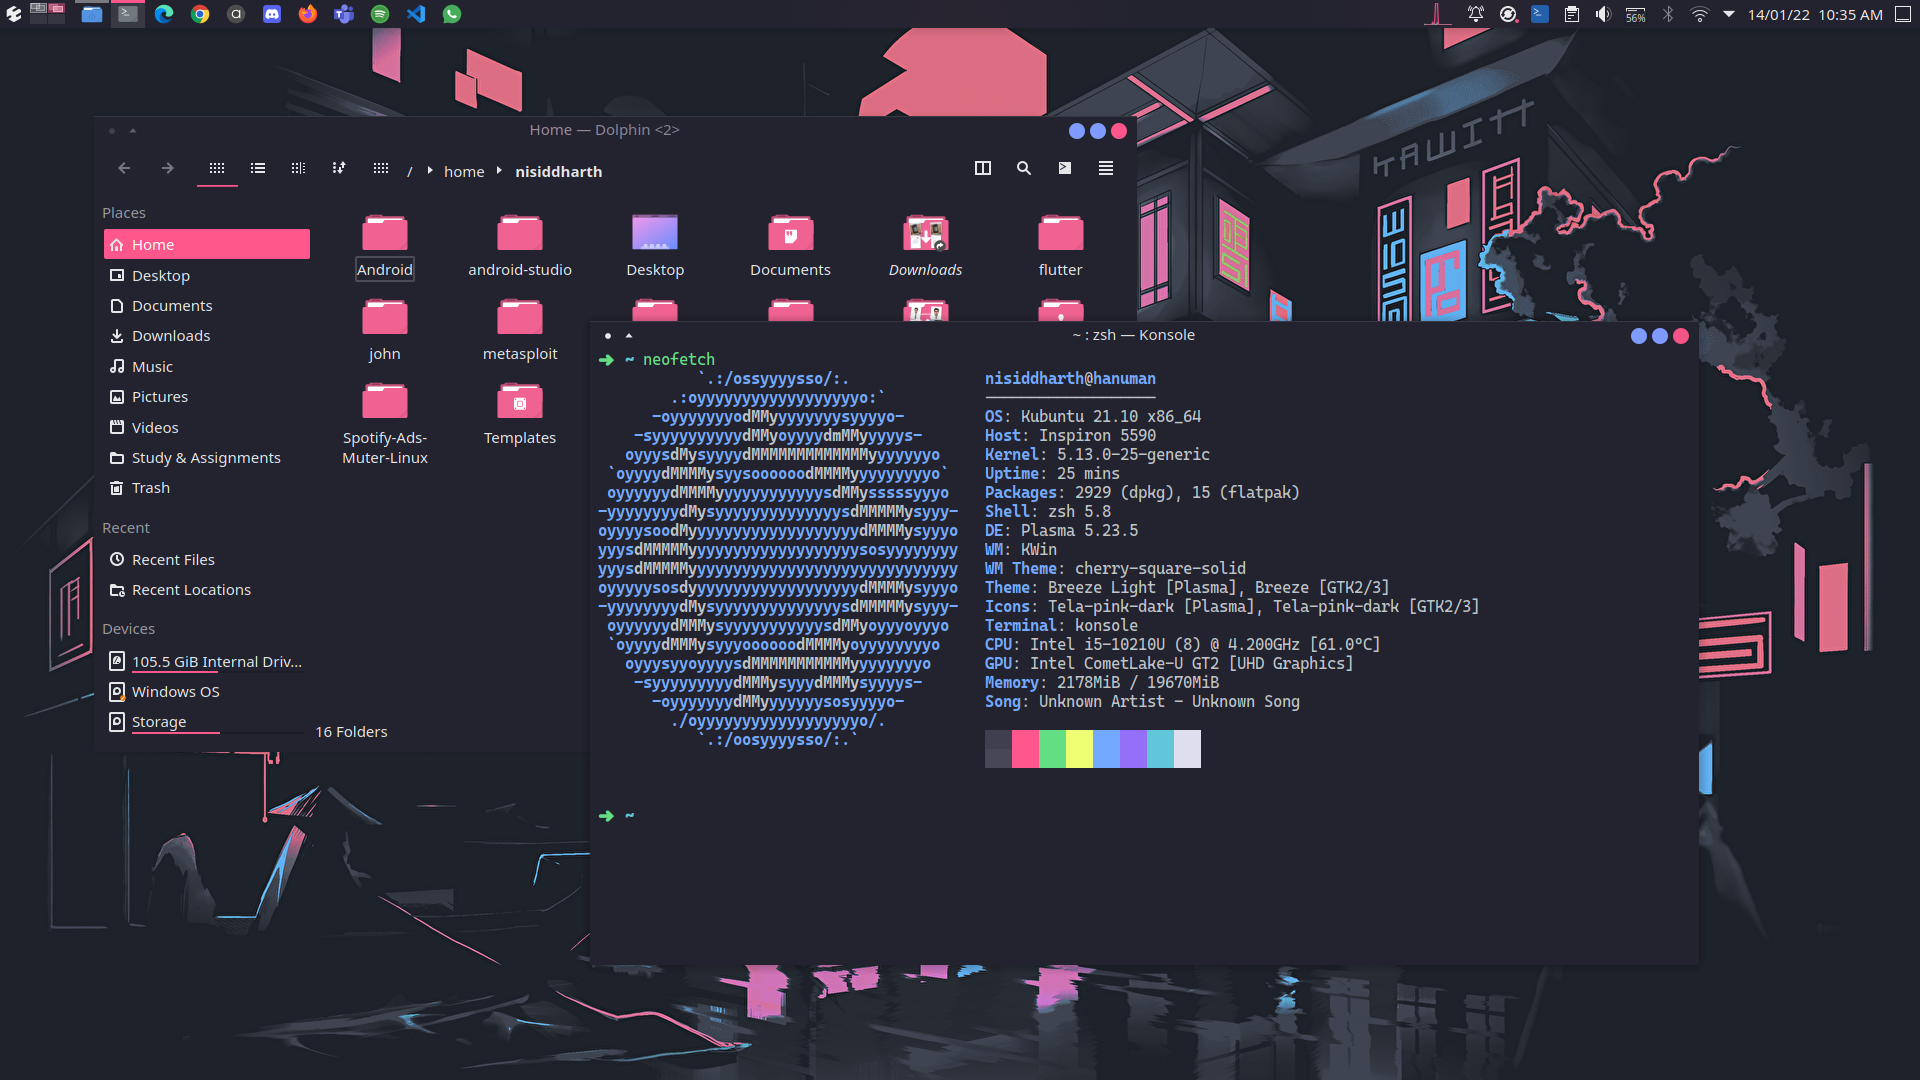 56%
14/01/22 10:35 AM
KAWITT
Home — Dolphin <2>
/ home nisiddharth
Places
Home
Desktop
Documents
Downloads
Music
Pictures
Videos
Study & Assignments
Trash
Recent
Recent Files
Recent Locations
Devices
105.5 GiB Internal Driv...
Windows OS
Storage
Android
android-studio
Desktop
Documents
Downloads
flutter
john
metasploit
Spotify-Ads-
Muter-Linux
Templates
16 Folders
~ : zsh — Konsole
➜ ~ neofetch
`.:/ossyyyysso/:. nisiddharth@hanuman
.:oyyyyyyyyyyyyyyyyyyo:` -------------------
-oyyyyyyyodMMyyyyyyyysyyyyo- OS: Kubuntu 21.10 x86_64
-syyyyyyyyyydMMyoyyyydmMMyyyyys- Host: Inspiron 5590
oyyysdMysyyyydMMMMMMMMMMMMMyyyyyyyo Kernel: 5.13.0-25-generic
`oyyyydMMMMysyysoooooodMMMMyyyyyyyyyo` Uptime: 25 mins
oyyyyyydMMMMyyyyyyyyyyyysdMMysssssyyyo Packages: 2929 (dpkg), 15 (flatpak)
-yyyyyyyydMysyyyyyyyyyyyyyysdMMMMMysyyy- Shell: zsh 5.8
oyyyysoodMyyyyyyyyyyyyyyyyyyydMMMMysyyyo DE: Plasma 5.23.5
yyysdMMMMMyyyyyyyyyyyyyyyyyyysosyyyyyyyy WM: KWin
yyysdMMMMMyyyyyyyyyyyyyyyyyyyyyyyyyyyyyy WM Theme: cherry-square-solid
oyyyyysosdyyyyyyyyyyyyyyyyyyydMMMMysyyyo Theme: Breeze Light [Plasma], Breeze [GTK2/3]
-yyyyyyyydMysyyyyyyyyyyyyyysdMMMMMysyyy- Icons: Tela-pink-dark [Plasma], Tela-pink-dark [GTK2/3]
oyyyyyydMMMysyyyyyyyyyyysdMMyoyyyoyyyo Terminal: konsole
`oyyyydMMMysyyyoooooodMMMMyoyyyyyyyyo CPU: Intel i5-10210U (8) @ 4.200GHz [61.0°C]
oyyysyyoyyyysdMMMMMMMMMMMyyyyyyyyo GPU: Intel CometLake-U GT2 [UHD Graphics]
-syyyyyyyyydMMMysyyydMMMysyyyys- Memory: 2178MiB / 19670MiB
-oyyyyyyydMMyyyyyysosyyyyo- Song: Unknown Artist - Unknown Song
./oyyyyyyyyyyyyyyyyyyo/.
`.:/oosyyyysso/:.`
➜ ~